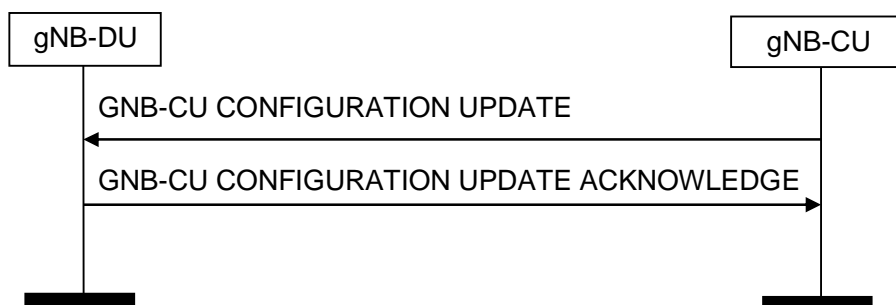 gNB-DU
gNB-CU
GNB-CU CONFIGURATION UPDATE
GNB-CU CONFIGURATION UPDATE ACKNOWLEDGE